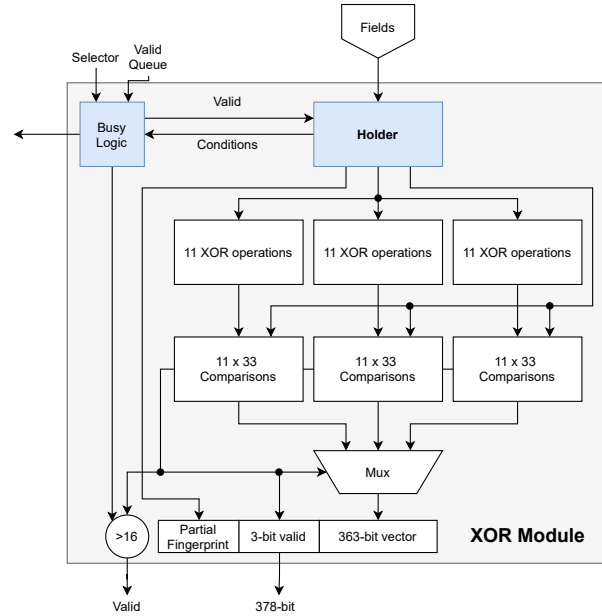 Fields
Selector
Valid
Queue
Busy
Logic
Valid
Conditions
Holder
11 XOR operations
11 XOR operations
11 XOR operations
11 x 33
Comparisons
11 x 33
Comparisons
11 x 33
Comparisons
Mux
>16
Partial
Fingerprint
3-bit valid
363-bit vector
XOR Module
Valid
378-bit